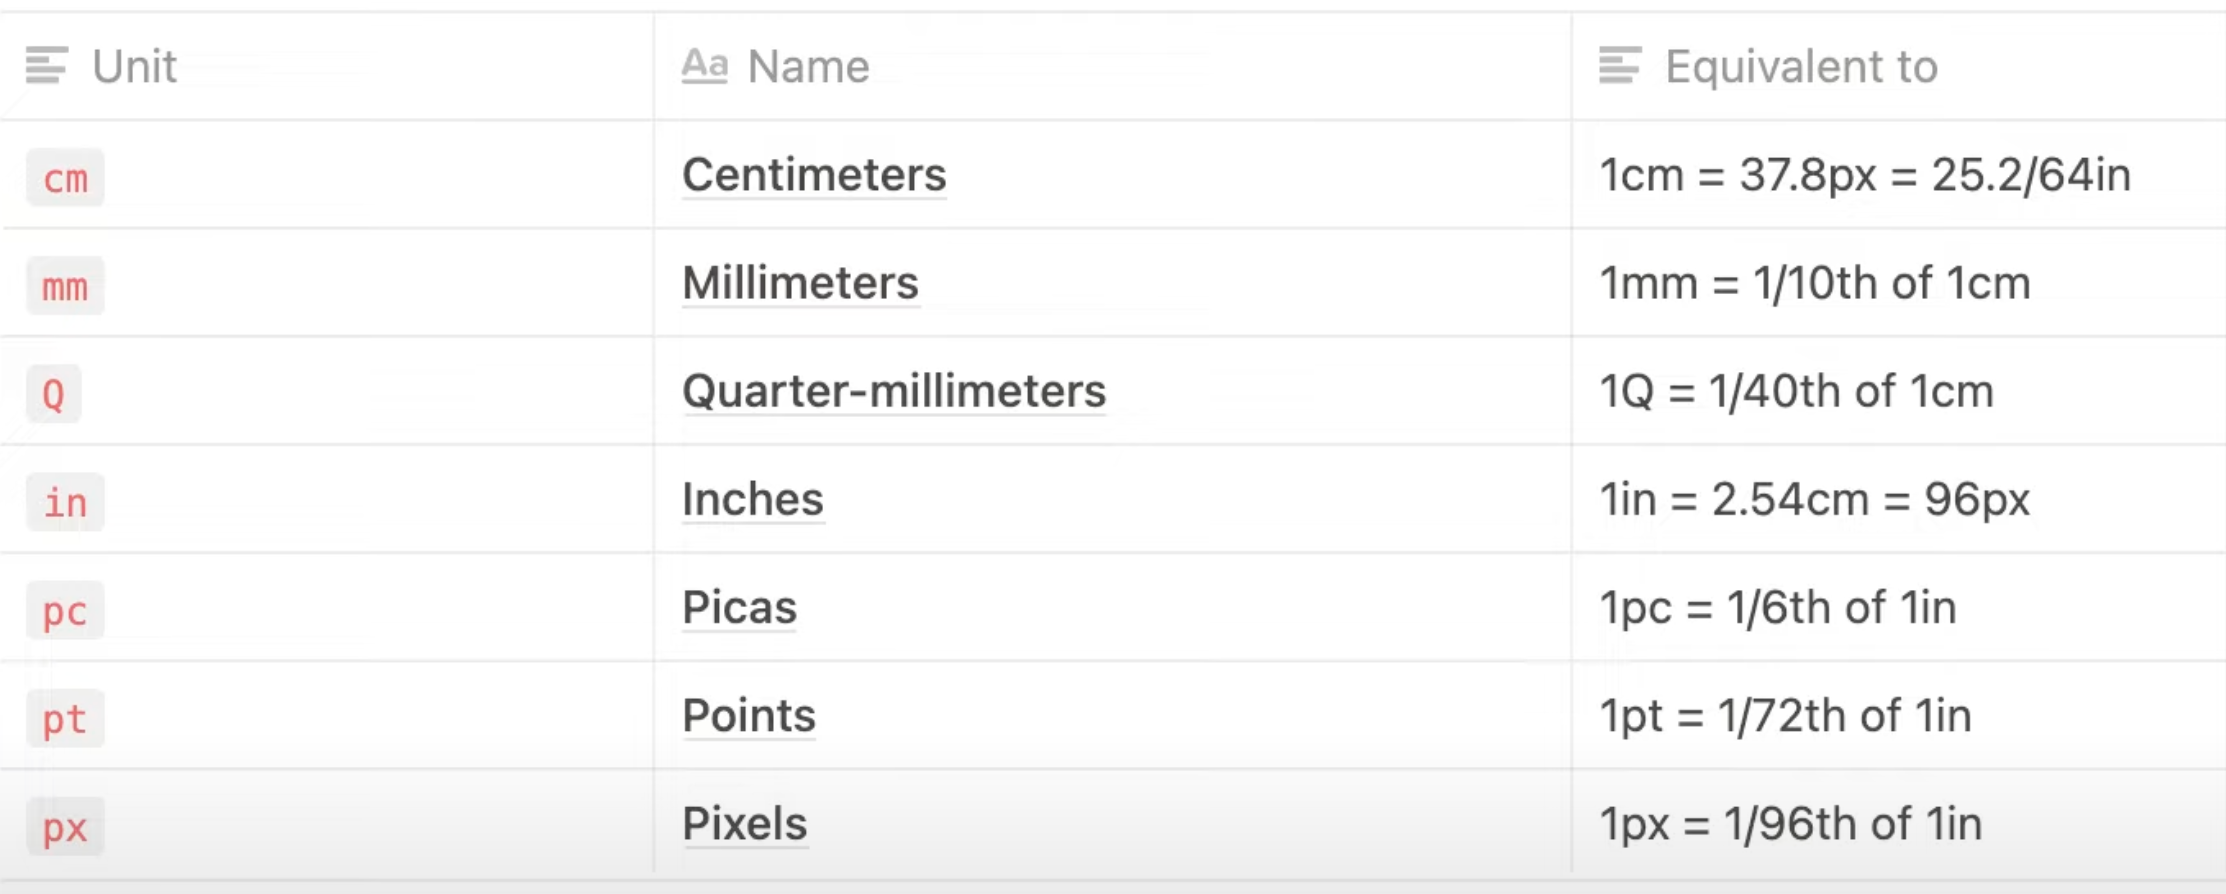 Unit Aa Name Equivalent to
cm Centimeters 1cm = 37.8px = 25.2/64in
mm Millimeters 1mm = 1/10th of 1cm
Q Quarter-millimeters 1Q = 1/40th of 1cm
in Inches 1in = 2.54cm = 96px
pc Picas 1pc = 1/6th of 1in
pt Points 1pt = 1/72th of 1in
px Pixels 1px = 1/96th of 1in